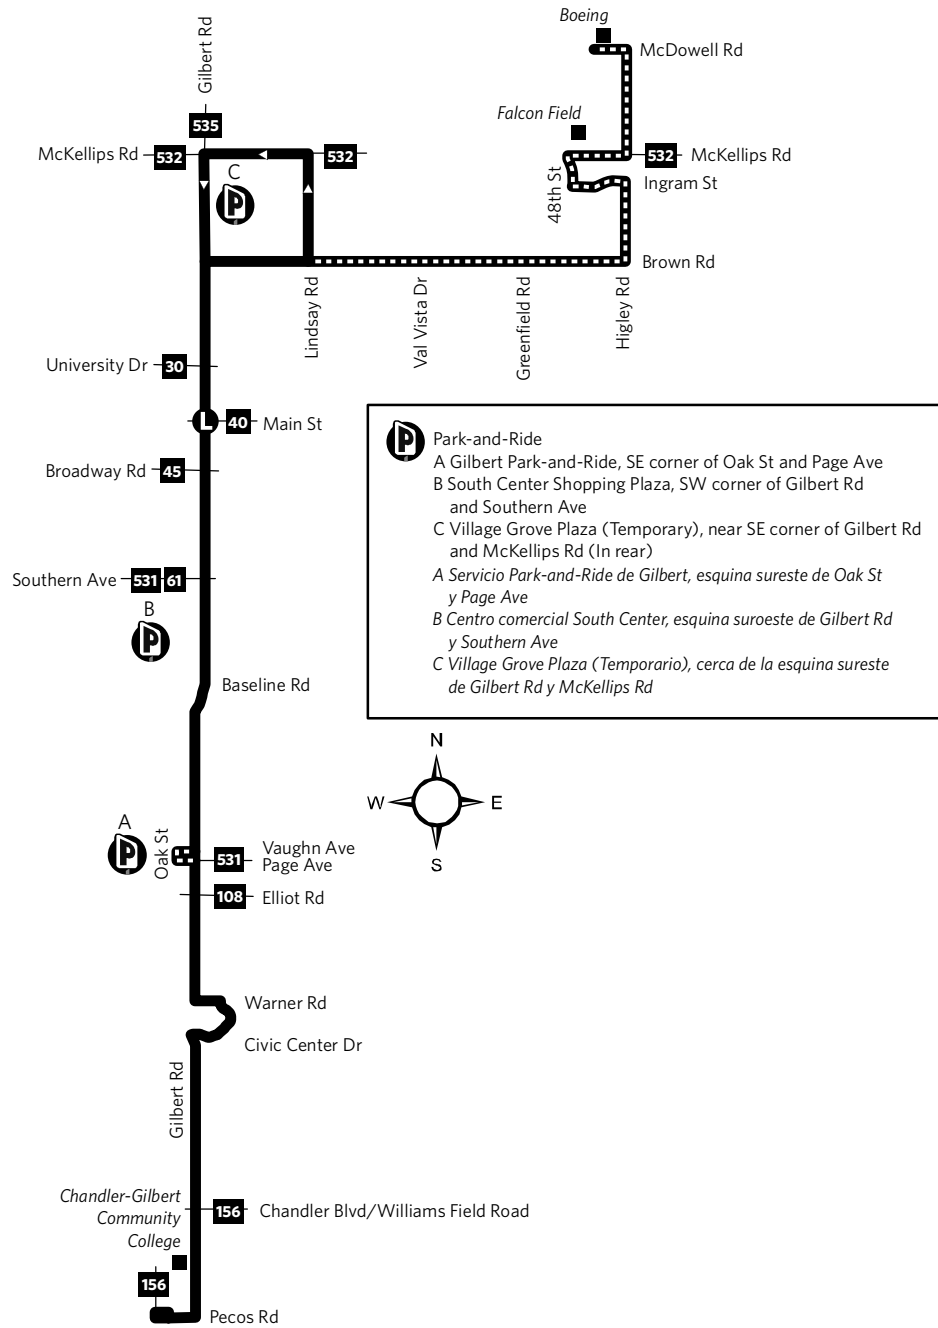 Boeing
Gilbert Rd
McDowell Rd
Falcon Field
535
McKellips Rd
532
532
532
McKellips Rd
C
48th St
Ingram St
Brown Rd
Lindsay Rd
Val Vista Dr
Greenfield Rd
Higley Rd
University Dr
30
L
40
Main St
Broadway Rd
45
Park-and-Ride
A Gilbert Park-and-Ride, SE corner of Oak St and Page Ave
B South Center Shopping Plaza, SW corner of Gilbert Rd
and Southern Ave
C Village Grove Plaza (Temporary), near SE corner of Gilbert Rd
and McKellips Rd (In rear)
A Servicio Park-and-Ride de Gilbert, esquina sureste de Oak St
y Page Ave
B Centro comercial South Center, esquina suroeste de Gilbert Rd
y Southern Ave
C Village Grove Plaza (Temporario), cerca de la esquina sureste
de Gilbert Rd y McKellips Rd
Southern Ave
531
61
B
Baseline Rd
N
W
E
S
A
Oak St
531
Vaughn Ave
Page Ave
108
Elliot Rd
Warner Rd
Civic Center Dr
Gilbert Rd
Chandler-Gilbert
Community
College
156
Chandler Blvd/Williams Field Road
156
Pecos Rd